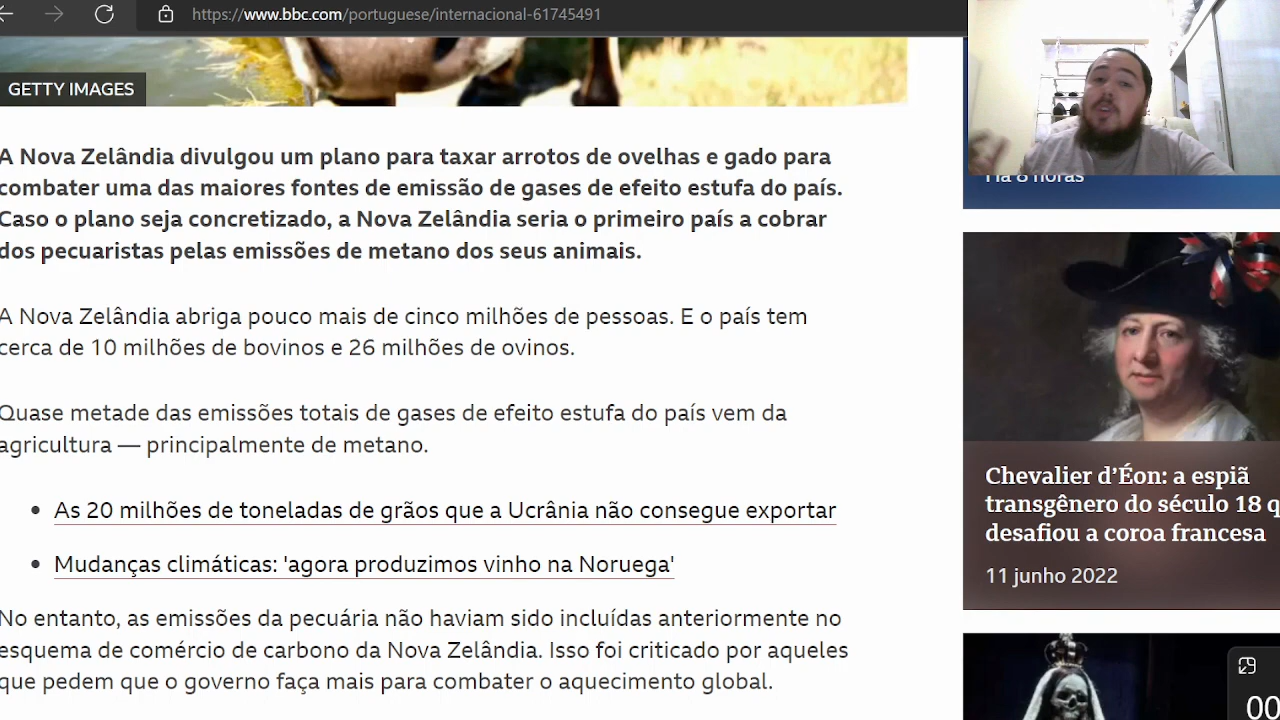 https://www.bbc.com/portuguese/internacional-61745491
GETTY IMAGES
A Nova Zelândia divulgou um plano para taxar arrotos de ovelhas e gado para
combater uma das maiores fontes de emissão de gases de efeito estufa do país.
Caso o plano seja concretizado, a Nova Zelândia seria o primeiro país a cobrar
dos pecuaristas pelas emissões de metano dos seus animais.
A Nova Zelândia abriga pouco mais de cinco milhões de pessoas. E o país tem
cerca de 10 milhões de bovinos e 26 milhões de ovinos.
Quase metade das emissões totais de gases de efeito estufa do país vem da
agricultura — principalmente de metano.
As 20 milhões de toneladas de grãos que a Ucrânia não consegue exportar
Mudanças climáticas: 'agora produzimos vinho na Noruega'
No entanto, as emissões da pecuária não haviam sido incluídas anteriormente no
esquema de comércio de carbono da Nova Zelândia. Isso foi criticado por aqueles
que pedem que o governo faça mais para combater o aquecimento global.
Há 8 horas
Chevalier d'Éon: a espiã
transgênero do século 18 q
desafiou a coroa francesa
11 junho 2022
00